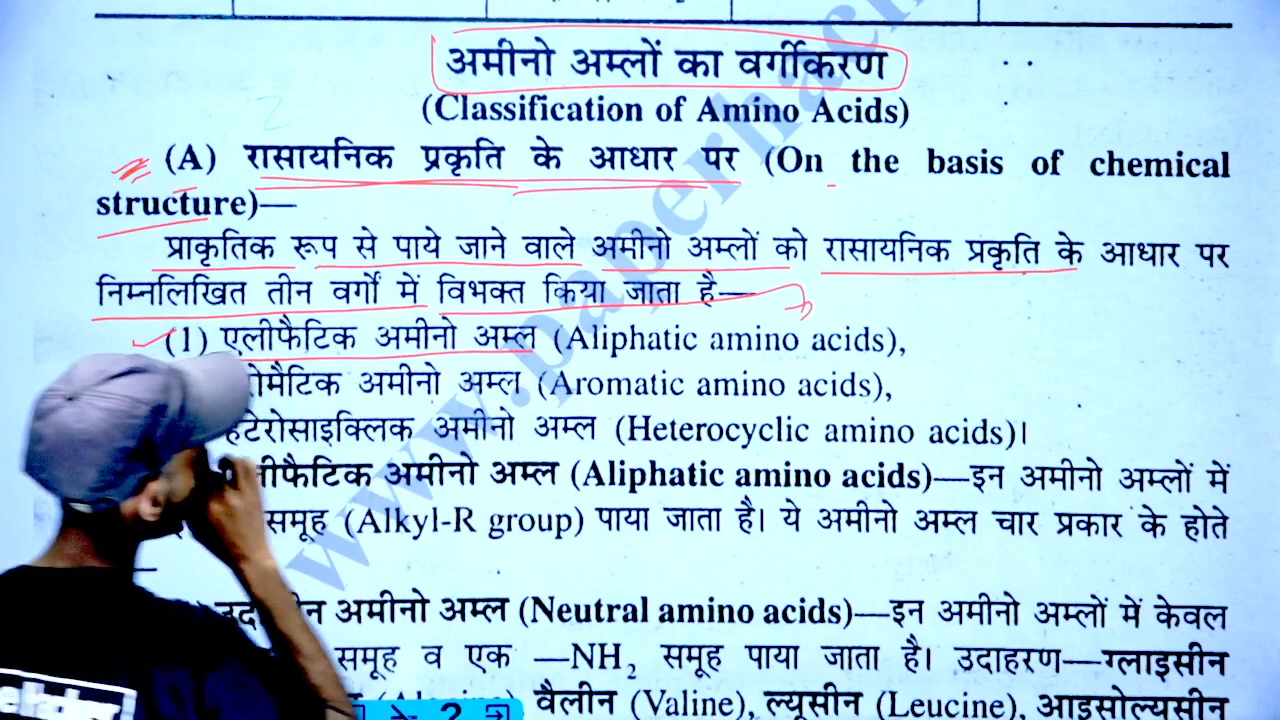 अमीनो अम्लों का वर्गीकरण
(Classification of Amino Acids)
(A) रासायनिक प्रकृति के आधार पर (On the basis of chemical
structure)—
प्राकृतिक रूप से पाये जाने वाले अमीनो अम्लों को रासायनिक प्रकृति के आधार पर
निम्नलिखित तीन वर्गों में विभक्त किया जाता है—
(1) एलीफैटिक अमीनो अम्ल (Aliphatic amino acids),
अमीनो अम्ल (Aromatic amino acids),
हेटेरोसाइक्लिक अमीनो अम्ल (Heterocyclic amino acids)।
अमीनो अम्ल (Aliphatic amino acids)—इन अमीनो अम्लों में
समूह (Alkyl-R group) पाया जाता है। ये अमीनो अम्ल चार प्रकार के होते
अमीनो अम्ल (Neutral amino acids)—इन अमीनो अम्लों में केवल
समूह व एक —NH₂ समूह पाया जाता है। उदाहरण—ग्लाइसीन
वैलीन (Valine), ल्यूसीन (Leucine), आइसोल्यूसीन